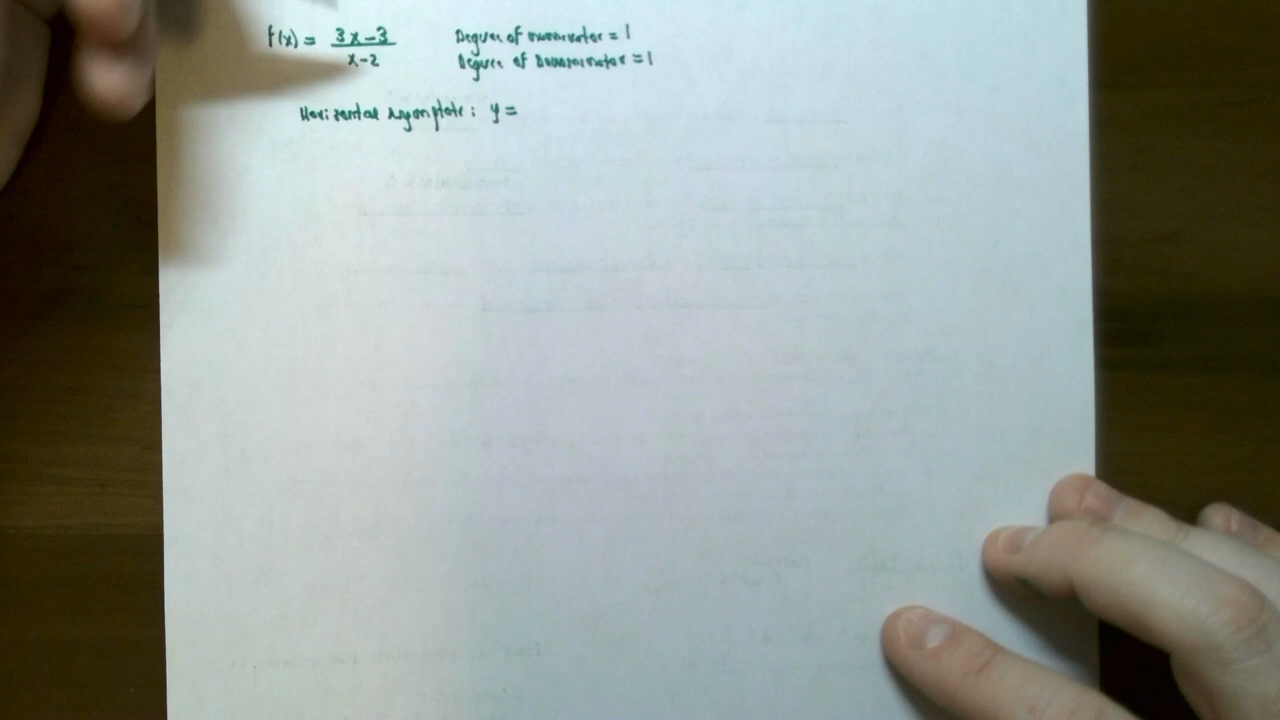 f(x) = 3x-3 / x-2
Degree of numerator = 1
Degree of Denominator = 1
Horizontal Asymptote: y =